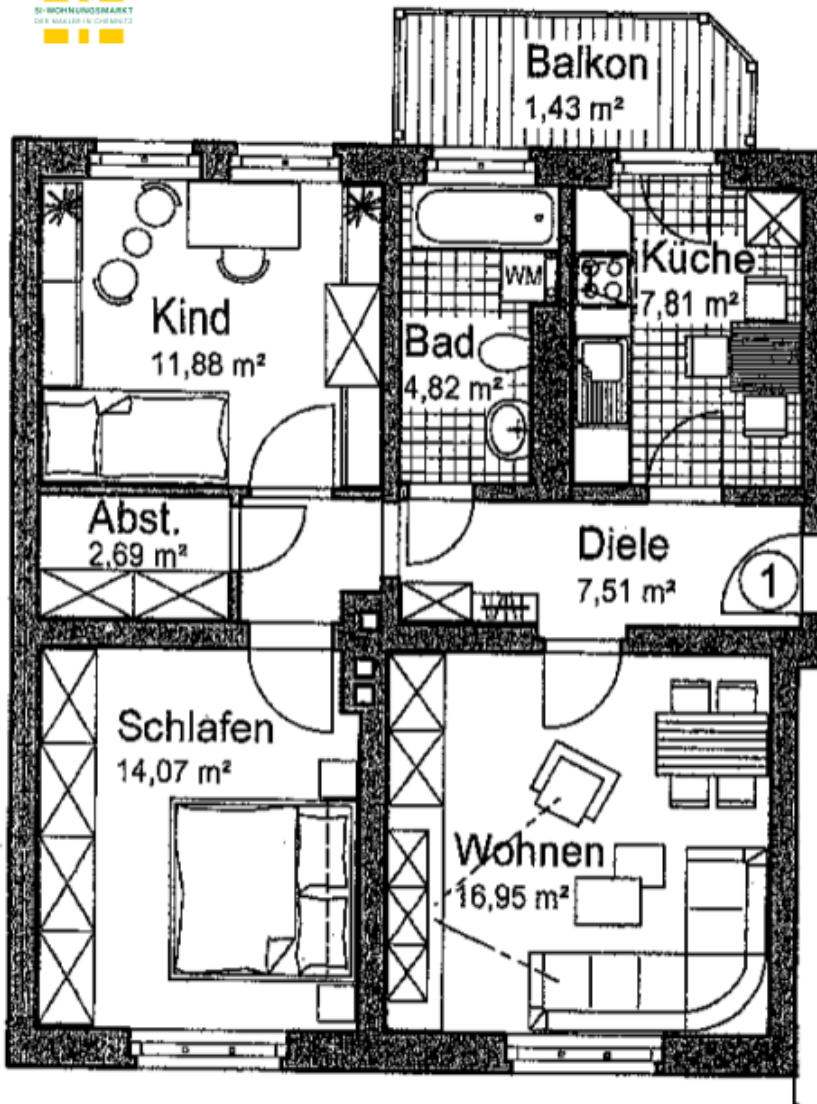 SI-WOHNUNGSMARKT
DER MAKLER IN CHEMNITZ
Balkon
1,43 m²
Küche
7,81 m²
WM
Kind
11,88 m²
Bad
4,82 m²
Abst.
2,69 m²
Diele
7,51 m²
1
Schlafen
14,07 m²
Wohnen
16,95 m²